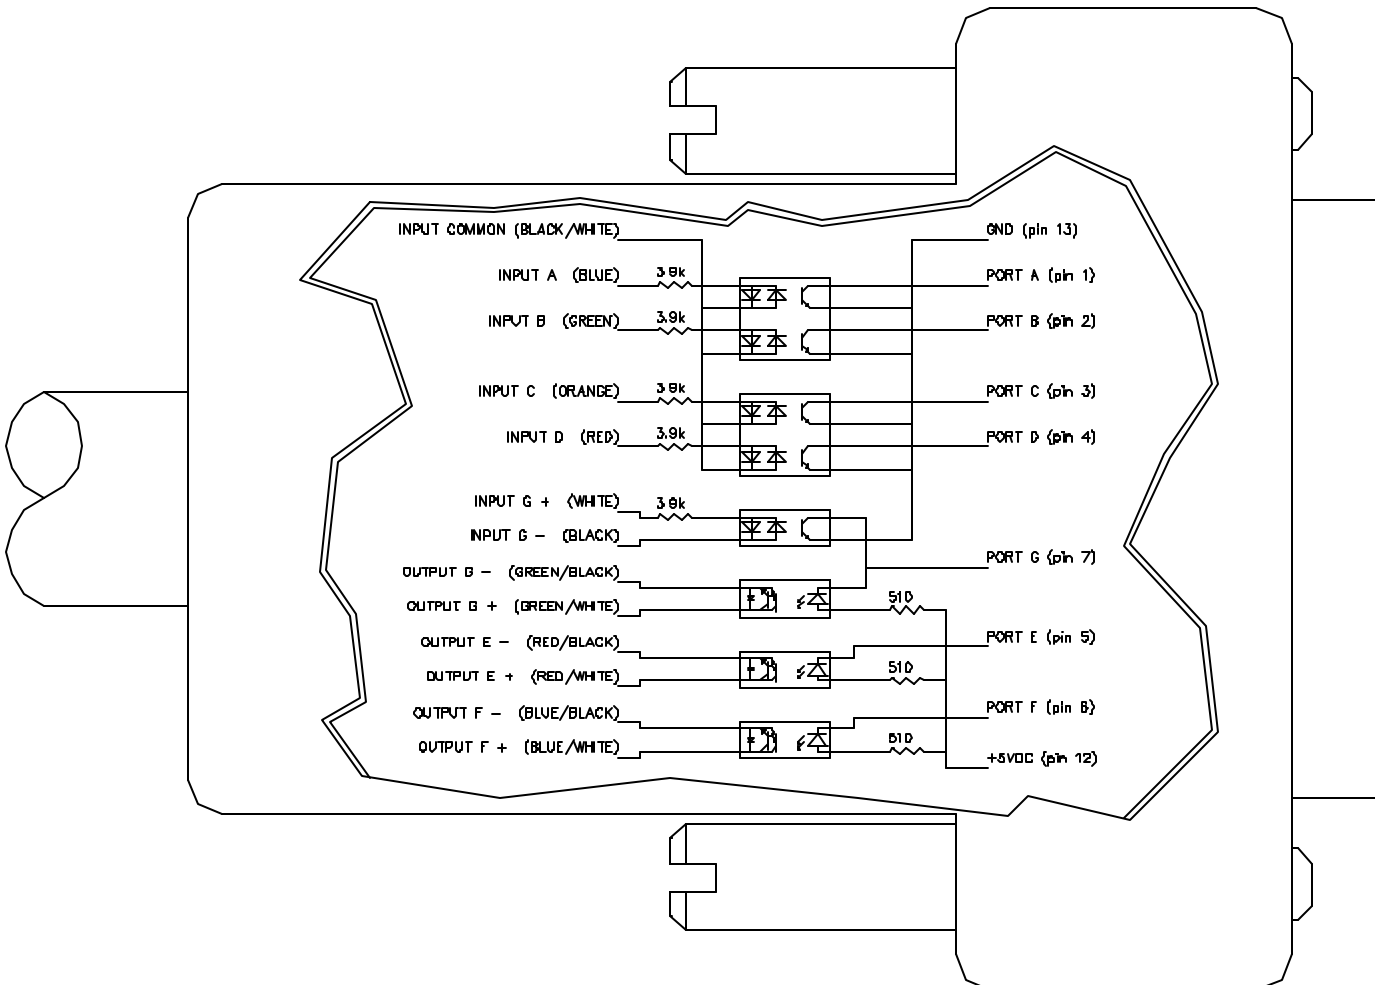 INPUT COMMON (BLACK/WHITE)
GND (pin 13)
INPUT A (BLUE)
3.9k
PORT A (pin 1)
INPUT B (GREEN)
3.9k
PORT B (pin 2)
INPUT C (ORANGE)
3.9k
PORT C (pin 3)
INPUT D (RED)
3.9k
PORT D (pin 4)
INPUT G + (WHITE)
3.9k
INPUT G - (BLACK)
PORT G (pin 7)
OUTPUT G - (GREEN/BLACK)
OUTPUT G + (GREEN/WHITE)
510
OUTPUT E - (RED/BLACK)
PORT E (pin 5)
OUTPUT E + (RED/WHITE)
510
OUTPUT F - (BLUE/BLACK)
PORT F (pin 6)
OUTPUT F + (BLUE/WHITE)
510
+5VDC (pin 12)